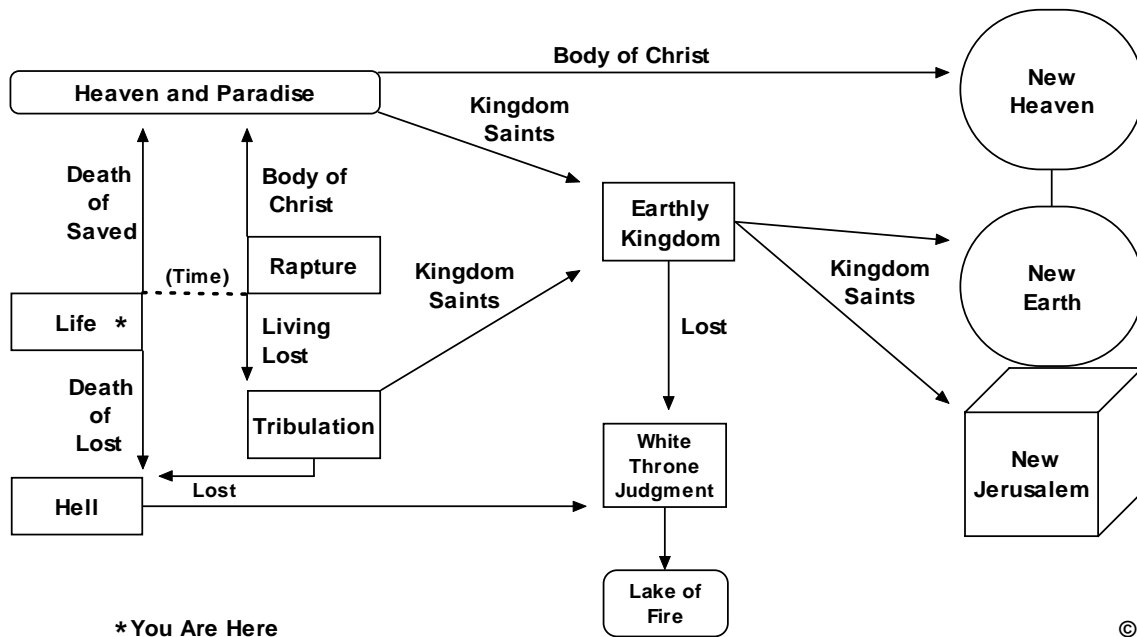 Body of Christ
Heaven and Paradise
New
Heaven
Kingdom
Saints
Death
of
Saved
Body of
Christ
Earthly
Kingdom
Rapture
(Time)
Kingdom
Saints
Kingdom
Saints
New
Earth
Life *
Living
Lost
Lost
Death
of
Lost
Tribulation
White
Throne
Judgment
New
Jerusalem
Lost
Hell
Lake of
Fire
*You Are Here
©